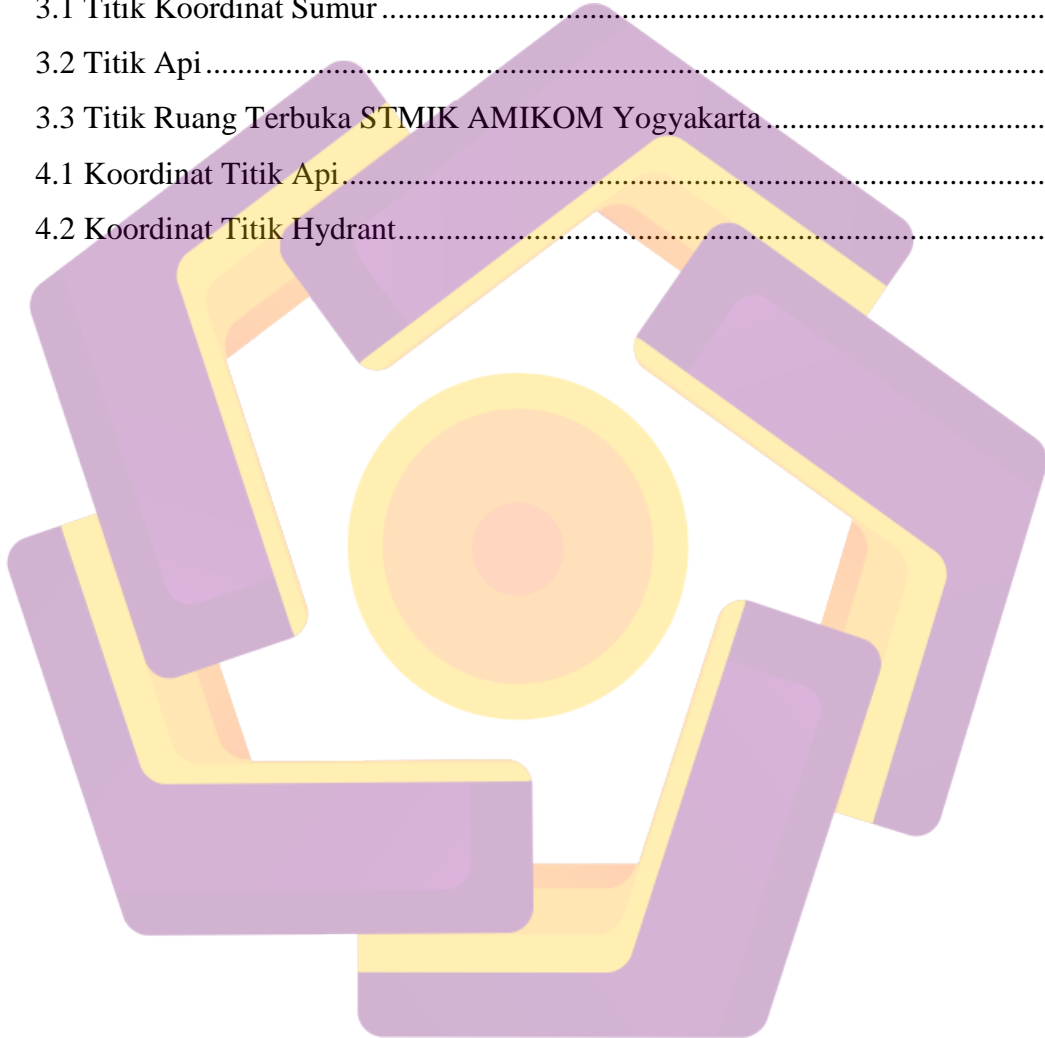 3.1 Titik Koordinat Sumur........................................................................................
3.2 Titik Api................................................................................................................
3.3 Titik Ruang Terbuka STMIK AMIKOM Yogyakarta.....................................
4.1 Koordinat Titik Api..............................................................................................
4.2 Koordinat Titik Hydrant.....................................................................................